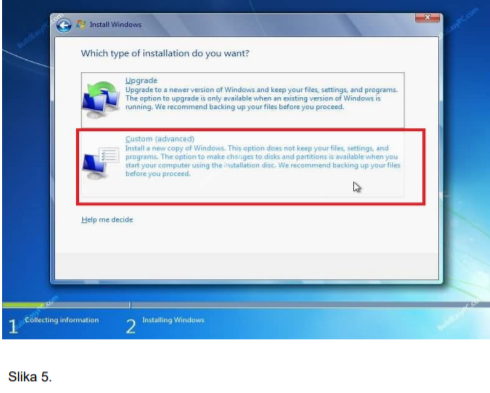 Install Windows
Which type of installation do you want?
Upgrade
Upgrade to a newer version of Windows and keep your files, settings, and programs.
The option to upgrade is only available when an existing version of Windows is
running. We recommend backing up your files before you proceed.
Custom (advanced)
Install a new copy of Windows. This option does not keep your files, settings, and
programs. The option to make changes to disks and partitions is available when you
start your computer using the installation disc. We recommend backing up your files
before you proceed.
Help me decide
1 Collecting information
2 Installing Windows
Slika 5.